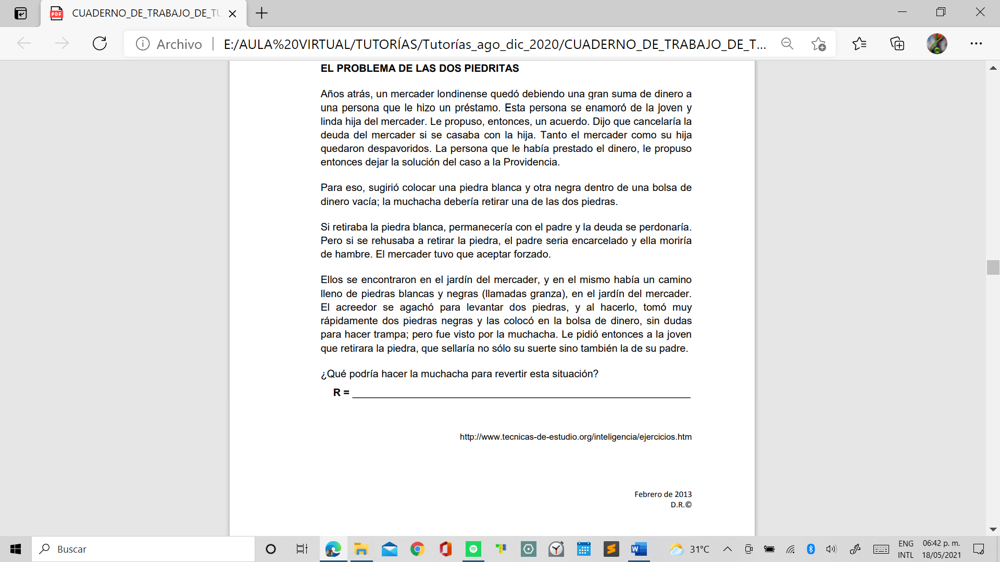 CUADERNO_DE_TRABAJO_DE_TU
Archivo
E:/AULA%20VIRTUAL/TUTORÍAS/Tutorías_ago_dic_2020/CUADERNO_DE_TRABAJO_DE_T...
EL PROBLEMA DE LAS DOS PIEDRITAS
Años atrás, un mercader londinense quedó debiendo una gran suma de dinero a
una persona que le hizo un préstamo. Esta persona se enamoró de la joven y
linda hija del mercader. Le propuso, entonces, un acuerdo. Dijo que cancelaría la
deuda del mercader si se casaba con la hija. Tanto el mercader como su hija
quedaron despavoridos. La persona que le había prestado el dinero, le propuso
entonces dejar la solución del caso a la Providencia.
Para eso, sugirió colocar una piedra blanca y otra negra dentro de una bolsa de
dinero vacía; la muchacha debería retirar una de las dos piedras.
Si retiraba la piedra blanca, permanecería con el padre y la deuda se perdonaría.
Pero si se rehusaba a retirar la piedra, el padre seria encarcelado y ella moriría
de hambre. El mercader tuvo que aceptar forzado.
Ellos se encontraron en el jardín del mercader, y en el mismo había un camino
lleno de piedras blancas y negras (llamadas granza), en el jardín del mercader.
El acreedor se agachó para levantar dos piedras, y al hacerlo, tomó muy
rápidamente dos piedras negras y las colocó en la bolsa de dinero, sin dudas
para hacer trampa; pero fue visto por la muchacha. Le pidió entonces a la joven
que retirara la piedra, que sellaría no sólo su suerte sino también la de su padre.
¿Qué podría hacer la muchacha para revertir esta situación?
R = ____________________________________________________________
http://www.tecnicas-de-estudio.org/inteligencia/ejercicios.htm
Febrero de 2013
D.R.©
Buscar
31°C
ENG
INTL
06:42 p. m.
18/05/2021